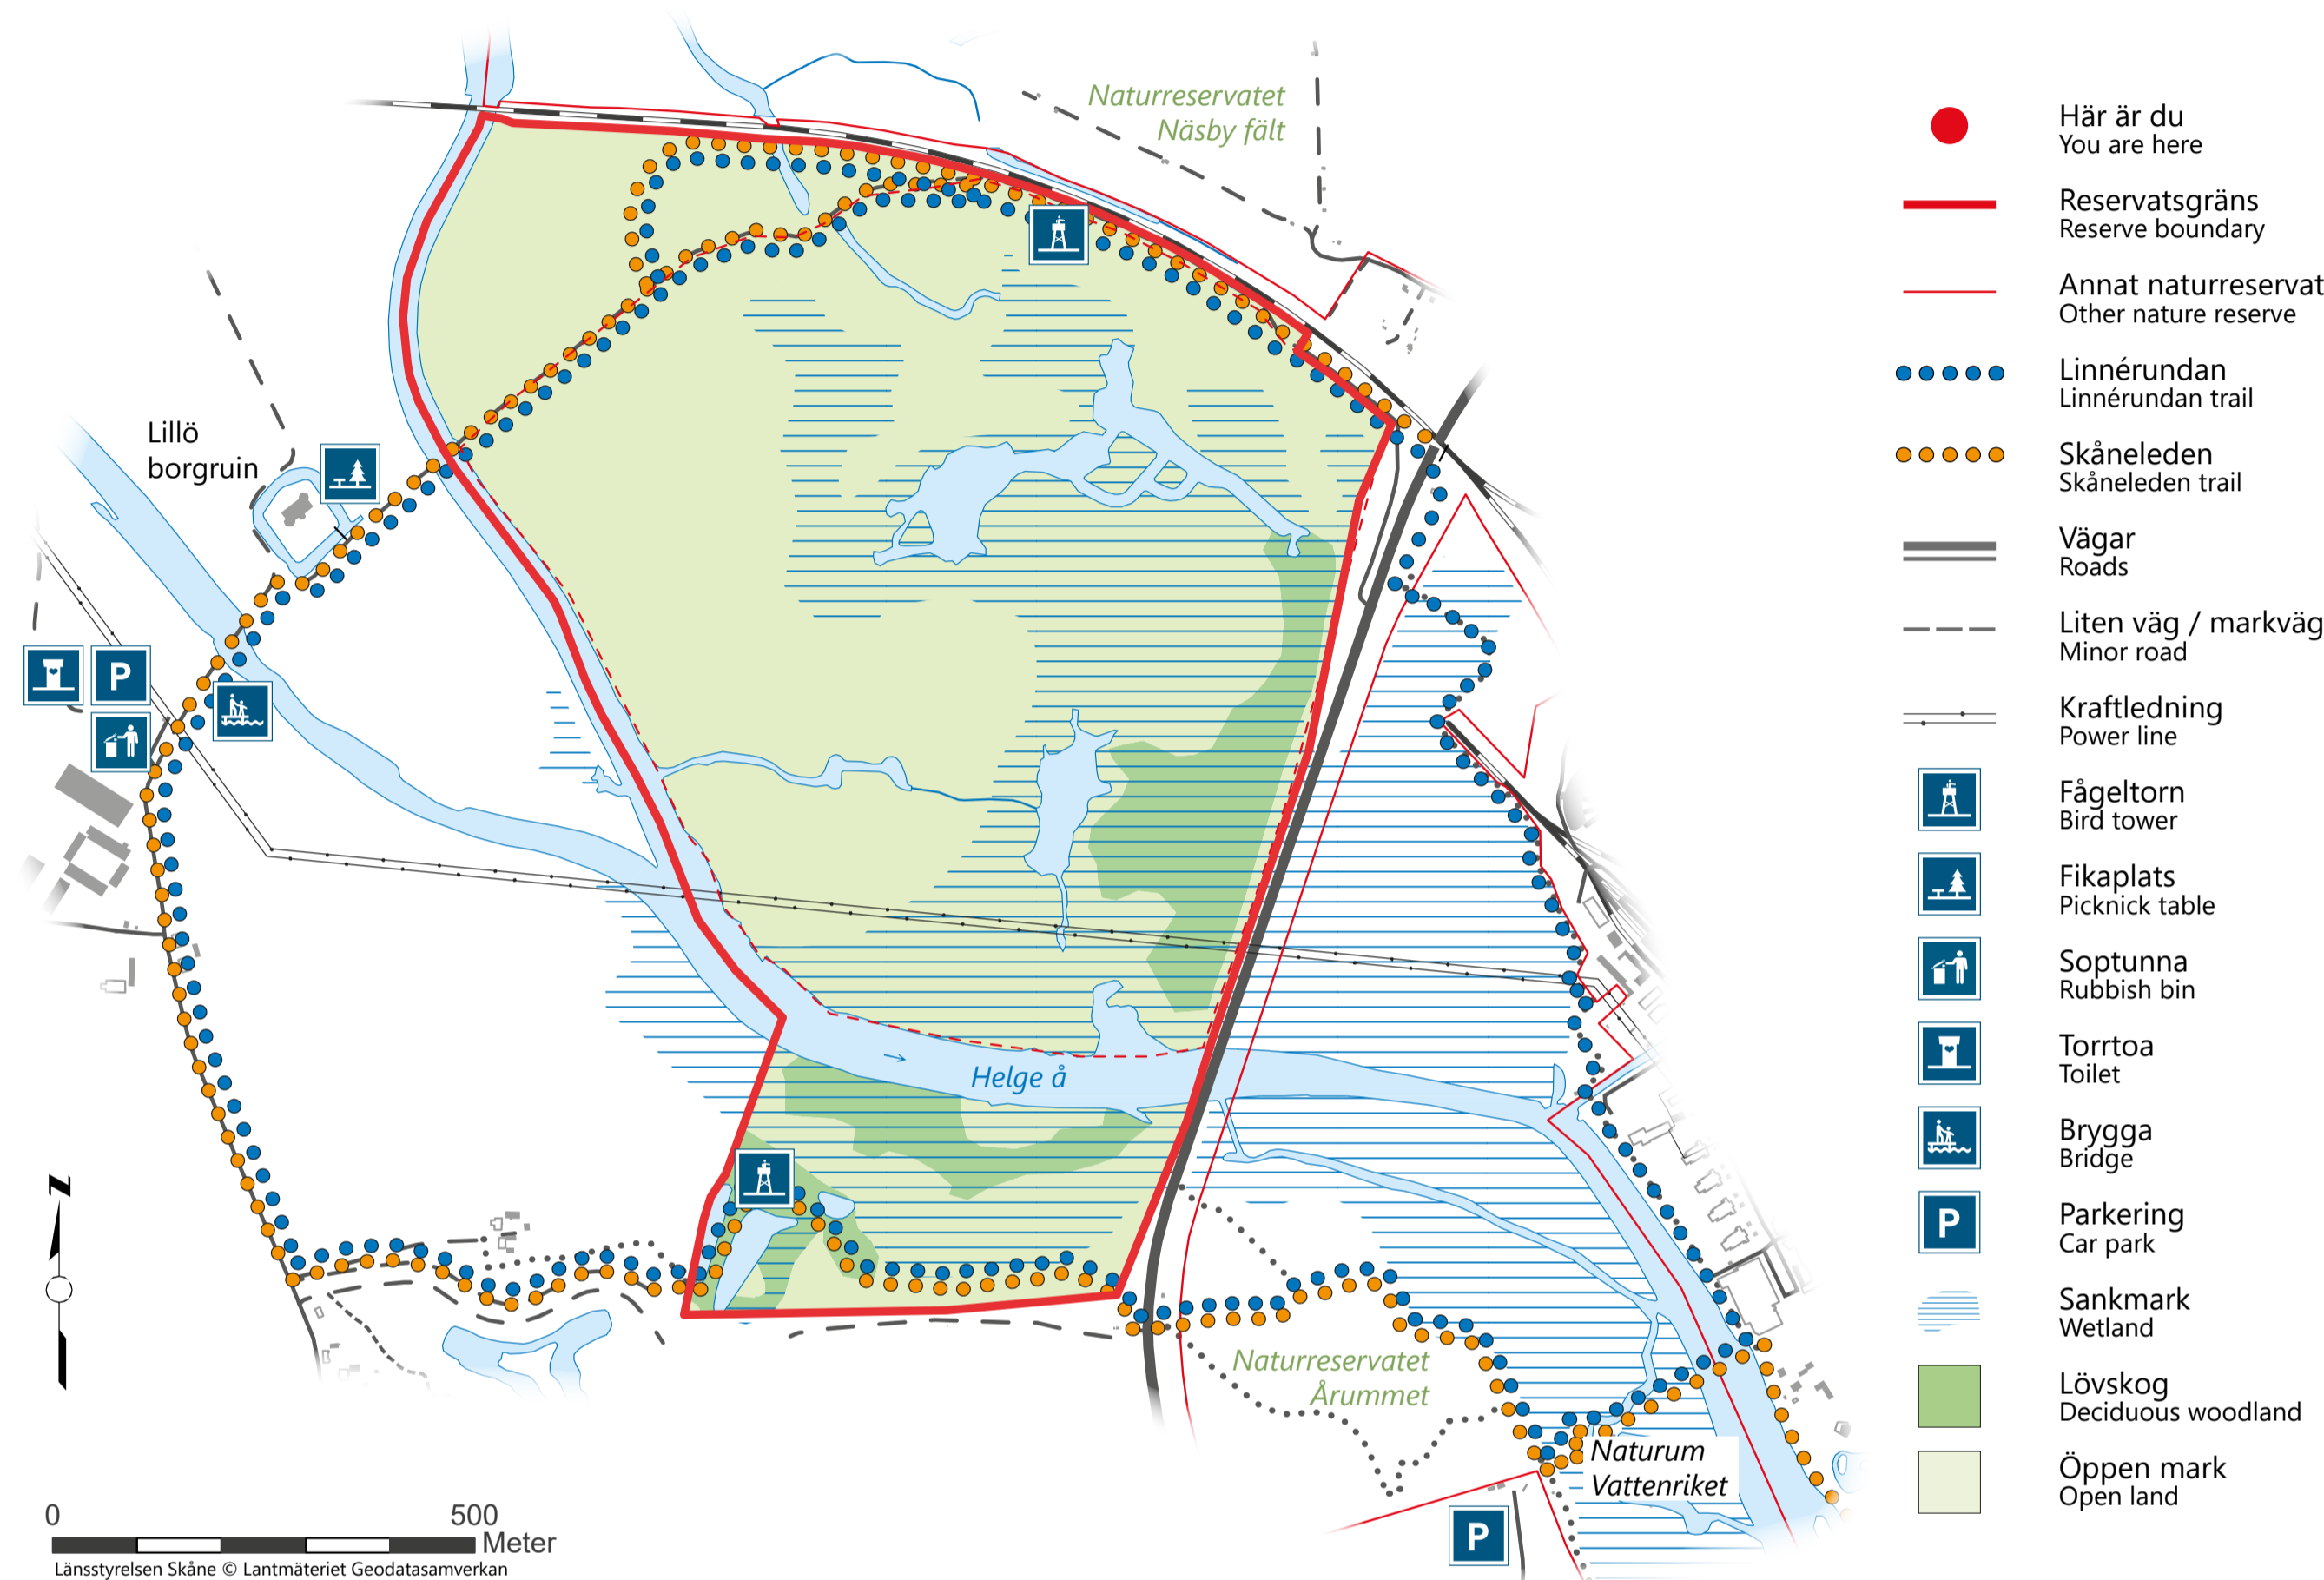 Naturreservatet
Näsby fält
Lillö
borgruin
P
Helge å
Naturreservatet
Årummet
Naturum
Vattenriket
P
N
0 500
Meter
Länsstyrelsen Skåne © Lantmäteriet Geodatasamverkan
Här är du
You are here
Reservatsgräns
Reserve boundary
Annat naturreservat
Other nature reserve
Linnérundan
Linnérundan trail
Skåneleden
Skåneleden trail
Vägar
Roads
Liten väg / markväg
Minor road
Kraftledning
Power line
Fågeltorn
Bird tower
Fikaplats
Picknick table
Soptunna
Rubbish bin
Torrtoa
Toilet
Brygga
Bridge
P
Parkering
Car park
Sankmark
Wetland
Lövskog
Deciduous woodland
Öppen mark
Open land